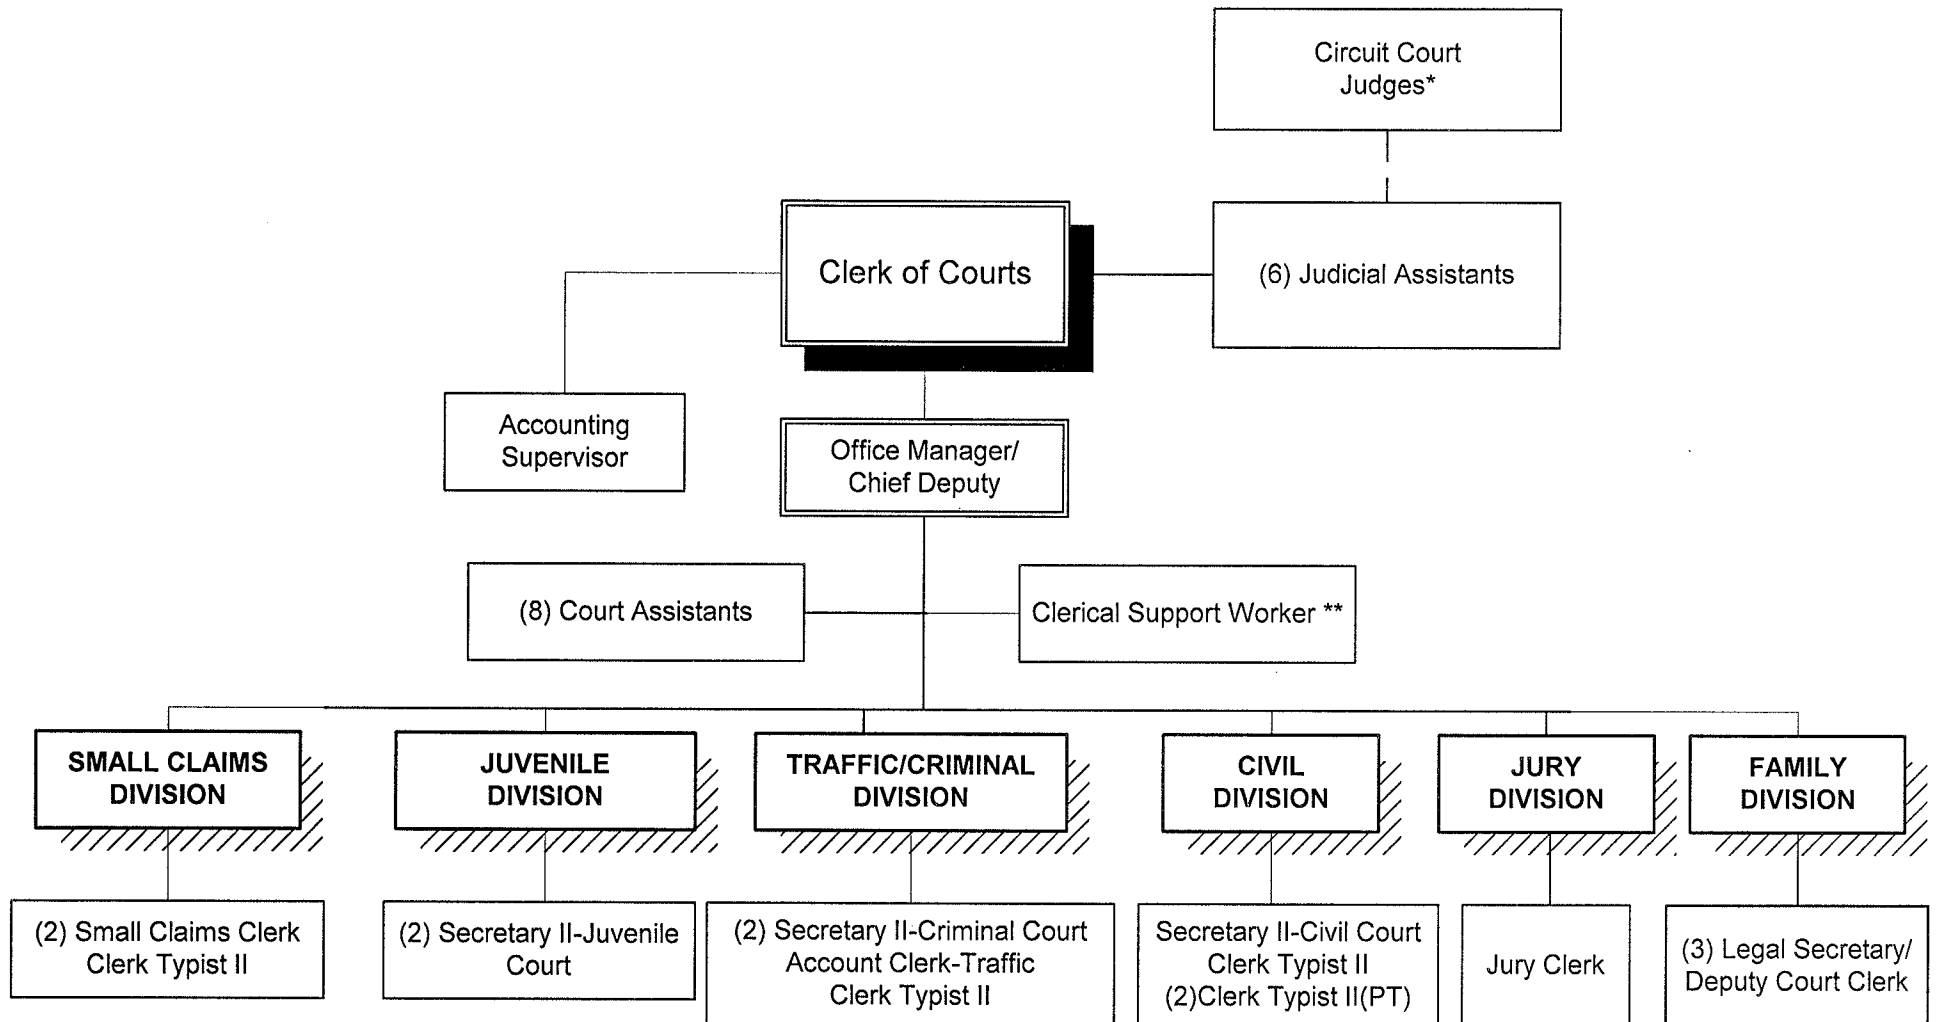 Circuit Court
Judges*
Clerk of Courts
(6) Judicial Assistants
Accounting
Supervisor
Office Manager/
Chief Deputy
(8) Court Assistants
Clerical Support Worker **
SMALL CLAIMS
DIVISION
JUVENILE
DIVISION
TRAFFIC/CRIMINAL
DIVISION
CIVIL
DIVISION
JURY
DIVISION
FAMILY
DIVISION
(2) Small Claims Clerk
Clerk Typist II
(2) Secretary II-Juvenile
Court
(2) Secretary II-Criminal Court
Account Clerk-Traffic
Clerk Typist II
Secretary II-Civil Court
Clerk Typist II
(2)Clerk Typist II(PT)
Jury Clerk
(3) Legal Secretary/
Deputy Court Clerk